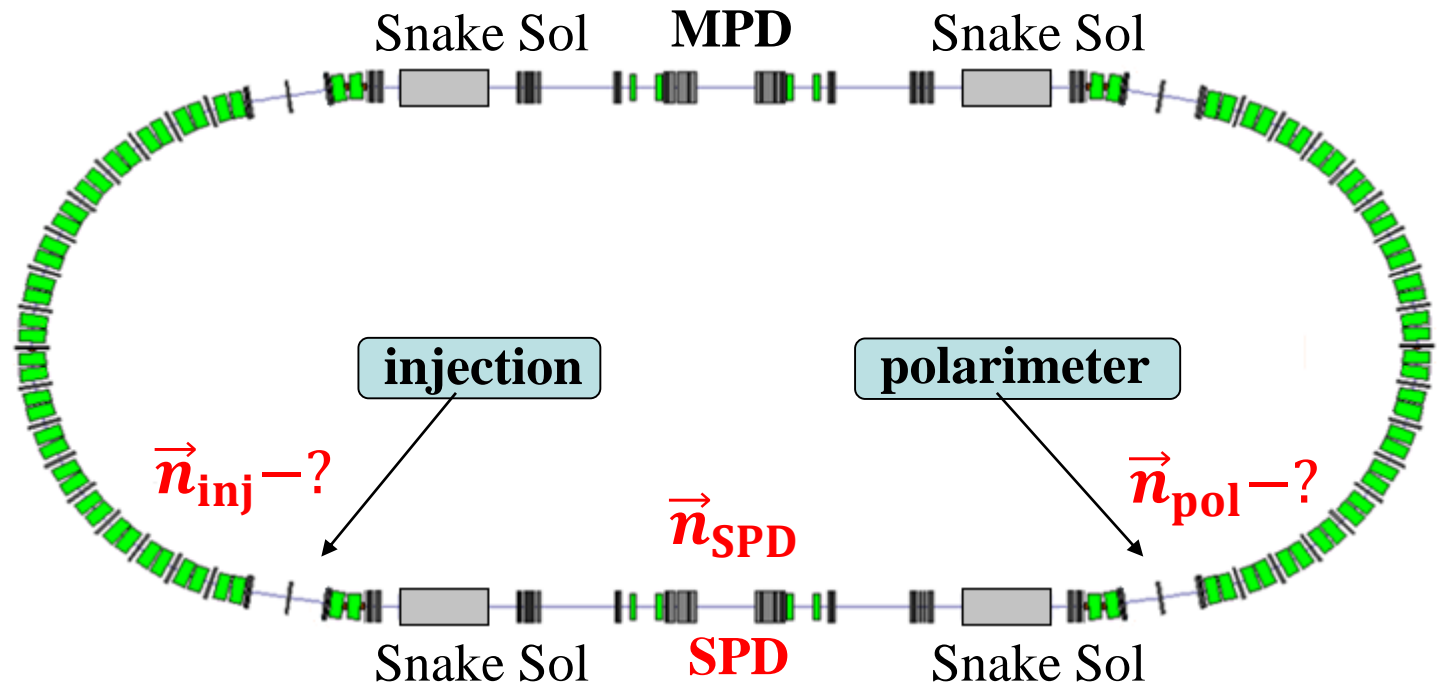 Snake Sol
MPD
Snake Sol
injection
polarimeter
n⃗inj−?
n⃗SPD
n⃗pol−?
Snake Sol
SPD
Snake Sol